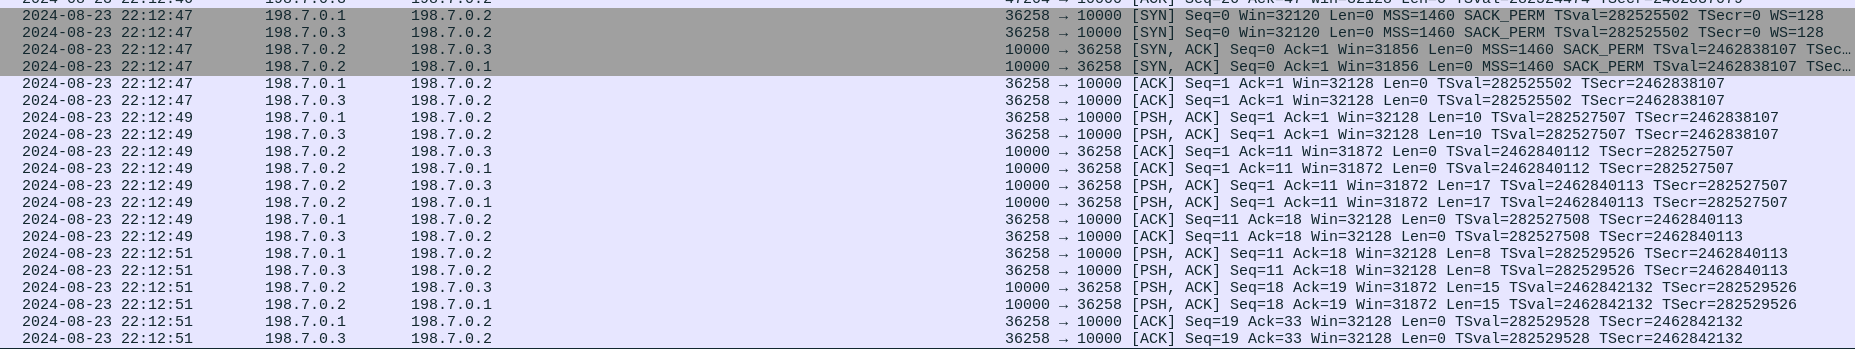 2024-08-23 22:12:47 198.7.0.1 198.7.0.2 36258 → 10000 [SYN] Seq=0 Win=32120 Len=0 MSS=1460 SACK_PERM TSval=282525502 TSecr=0 WS=128
2024-08-23 22:12:47 198.7.0.3 198.7.0.2 36258 → 10000 [SYN] Seq=0 Win=32120 Len=0 MSS=1460 SACK_PERM TSval=282525502 TSecr=0 WS=128
2024-08-23 22:12:47 198.7.0.2 198.7.0.3 10000 → 36258 [SYN, ACK] Seq=0 Ack=1 Win=31856 Len=0 MSS=1460 SACK_PERM TSval=2462838107 TSec…
2024-08-23 22:12:47 198.7.0.2 198.7.0.1 10000 → 36258 [SYN, ACK] Seq=0 Ack=1 Win=31856 Len=0 MSS=1460 SACK_PERM TSval=2462838107 TSec…
2024-08-23 22:12:47 198.7.0.1 198.7.0.2 36258 → 10000 [ACK] Seq=1 Ack=1 Win=32128 Len=0 TSval=282525502 TSecr=2462838107
2024-08-23 22:12:47 198.7.0.3 198.7.0.2 36258 → 10000 [ACK] Seq=1 Ack=1 Win=32128 Len=0 TSval=282525502 TSecr=2462838107
2024-08-23 22:12:49 198.7.0.1 198.7.0.2 36258 → 10000 [PSH, ACK] Seq=1 Ack=1 Win=32128 Len=10 TSval=282527507 TSecr=2462838107
2024-08-23 22:12:49 198.7.0.3 198.7.0.2 36258 → 10000 [PSH, ACK] Seq=1 Ack=1 Win=32128 Len=10 TSval=282527507 TSecr=2462838107
2024-08-23 22:12:49 198.7.0.2 198.7.0.3 10000 → 36258 [ACK] Seq=1 Ack=11 Win=31872 Len=0 TSval=2462840112 TSecr=282527507
2024-08-23 22:12:49 198.7.0.2 198.7.0.1 10000 → 36258 [ACK] Seq=1 Ack=11 Win=31872 Len=0 TSval=2462840112 TSecr=282527507
2024-08-23 22:12:49 198.7.0.2 198.7.0.3 10000 → 36258 [PSH, ACK] Seq=1 Ack=11 Win=31872 Len=17 TSval=2462840113 TSecr=282527507
2024-08-23 22:12:49 198.7.0.2 198.7.0.1 10000 → 36258 [PSH, ACK] Seq=1 Ack=11 Win=31872 Len=17 TSval=2462840113 TSecr=282527507
2024-08-23 22:12:49 198.7.0.1 198.7.0.2 36258 → 10000 [ACK] Seq=11 Ack=18 Win=32128 Len=0 TSval=282527508 TSecr=2462840113
2024-08-23 22:12:49 198.7.0.3 198.7.0.2 36258 → 10000 [ACK] Seq=11 Ack=18 Win=32128 Len=0 TSval=282527508 TSecr=2462840113
2024-08-23 22:12:51 198.7.0.1 198.7.0.2 36258 → 10000 [PSH, ACK] Seq=11 Ack=18 Win=32128 Len=8 TSval=282529526 TSecr=2462840113
2024-08-23 22:12:51 198.7.0.3 198.7.0.2 36258 → 10000 [PSH, ACK] Seq=11 Ack=18 Win=32128 Len=8 TSval=282529526 TSecr=2462840113
2024-08-23 22:12:51 198.7.0.2 198.7.0.3 10000 → 36258 [PSH, ACK] Seq=18 Ack=19 Win=31872 Len=15 TSval=2462842132 TSecr=282529526
2024-08-23 22:12:51 198.7.0.2 198.7.0.1 10000 → 36258 [PSH, ACK] Seq=18 Ack=19 Win=31872 Len=15 TSval=2462842132 TSecr=282529526
2024-08-23 22:12:51 198.7.0.1 198.7.0.2 36258 → 10000 [ACK] Seq=19 Ack=33 Win=32128 Len=0 TSval=282529528 TSecr=2462842132
2024-08-23 22:12:51 198.7.0.3 198.7.0.2 36258 → 10000 [ACK] Seq=19 Ack=33 Win=32128 Len=0 TSval=282529528 TSecr=2462842132